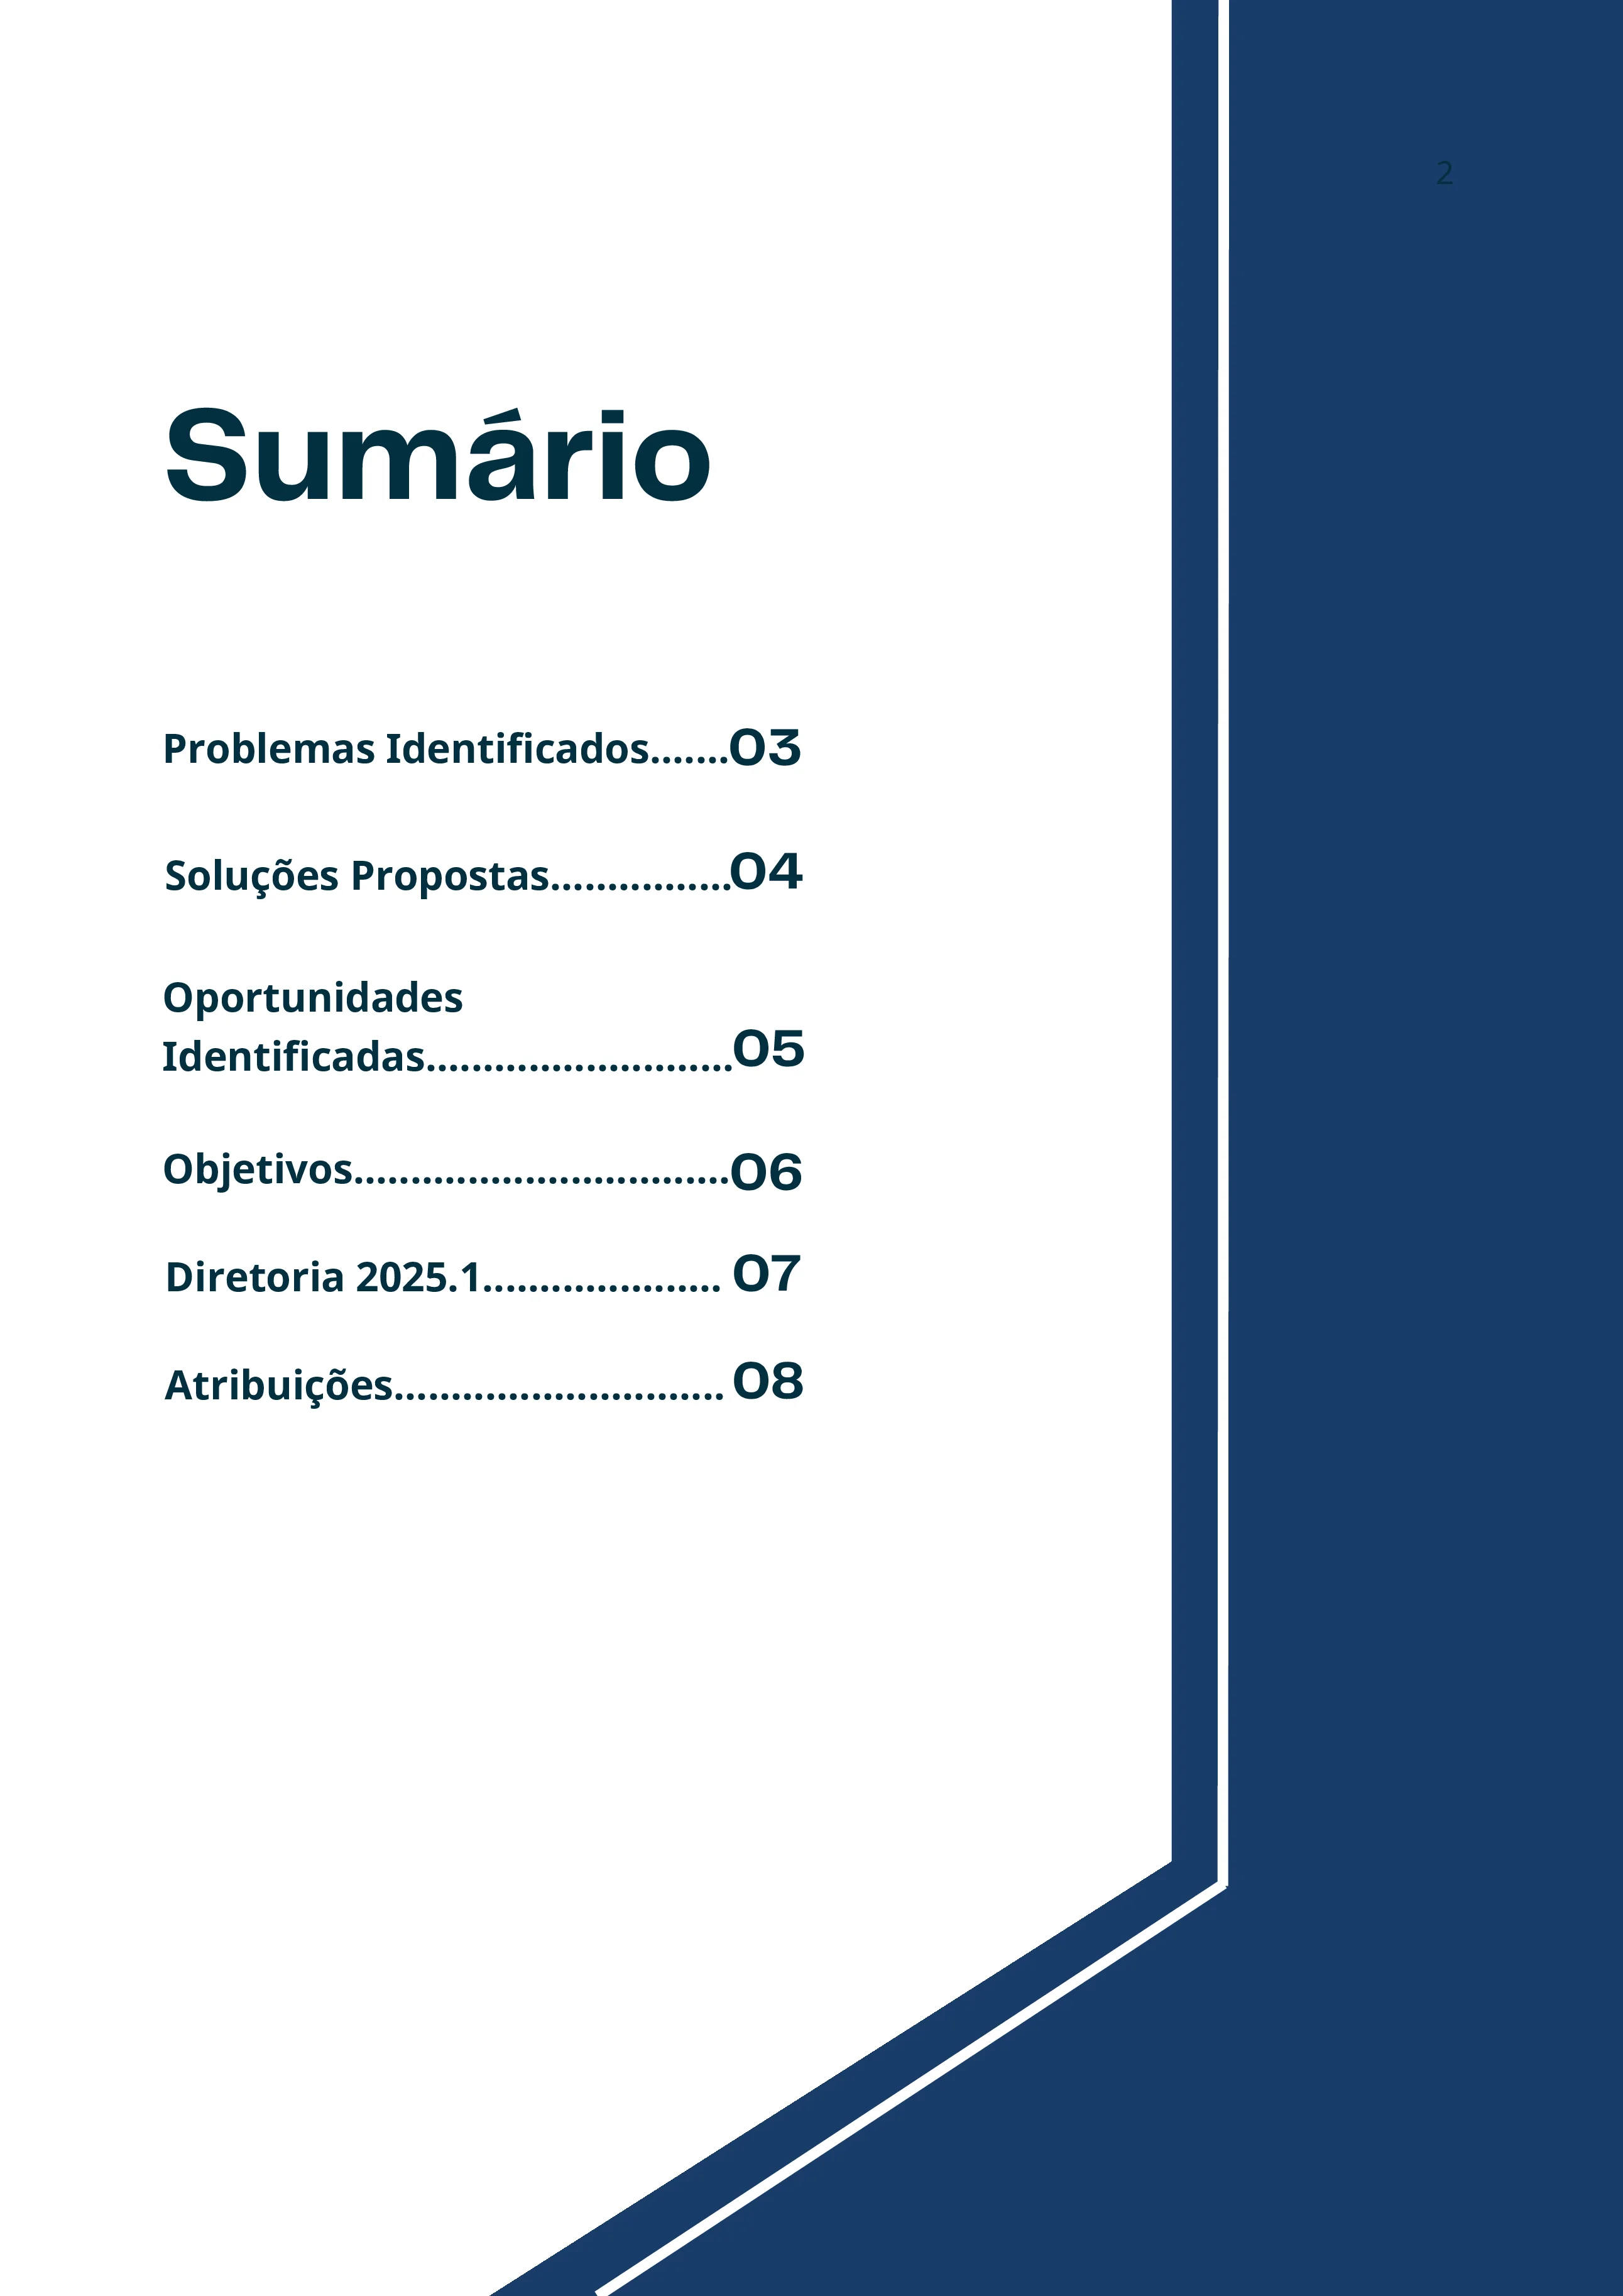 2
Sumário
Problemas Identificados.......03
Soluções Propostas................04
Oportunidades
Identificadas...........................05
Objetivos.................................06
Diretoria 2025.1..................... 07
Atribuições............................. 08